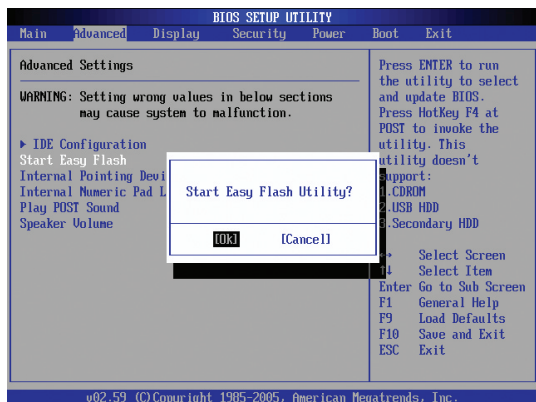 BIOS SETUP UTILITY
Main Advanced Display Security Power Boot Exit
Advanced Settings
WARNING: Setting wrong values in below sections
may cause system to malfunction.
▶ IDE Configuration
Start Easy Flash
Internal Pointing Devi
Internal Numeric Pad L
Play POST Sound
Speaker Volume
Start Easy Flash Utility?
[Ok] [Cancel]
Press ENTER to run
the utility to select
and update BIOS.
Press HotKey F4 at
POST to invoke the
utility. This
utility doesn't
support:
1.CDROM
2.USB HDD
3.Secondary HDD
↔ Select Screen
↑↓ Select Item
Enter Go to Sub Screen
F1 General Help
F9 Load Defaults
F10 Save and Exit
ESC Exit
v02.59 (C)Copyright 1985-2005, American Megatrends, Inc.